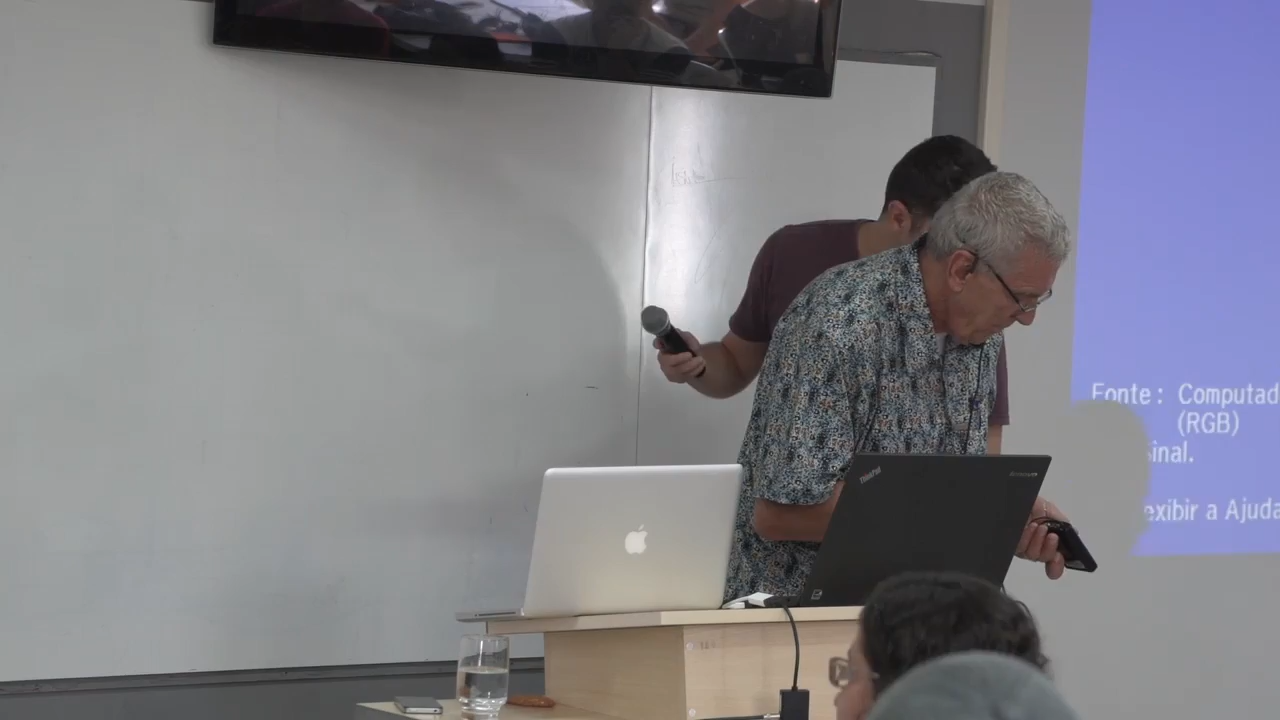 Fonte: Computad
(RGB)
sinal.
exibir a Ajuda
ThinkPad
lenovo